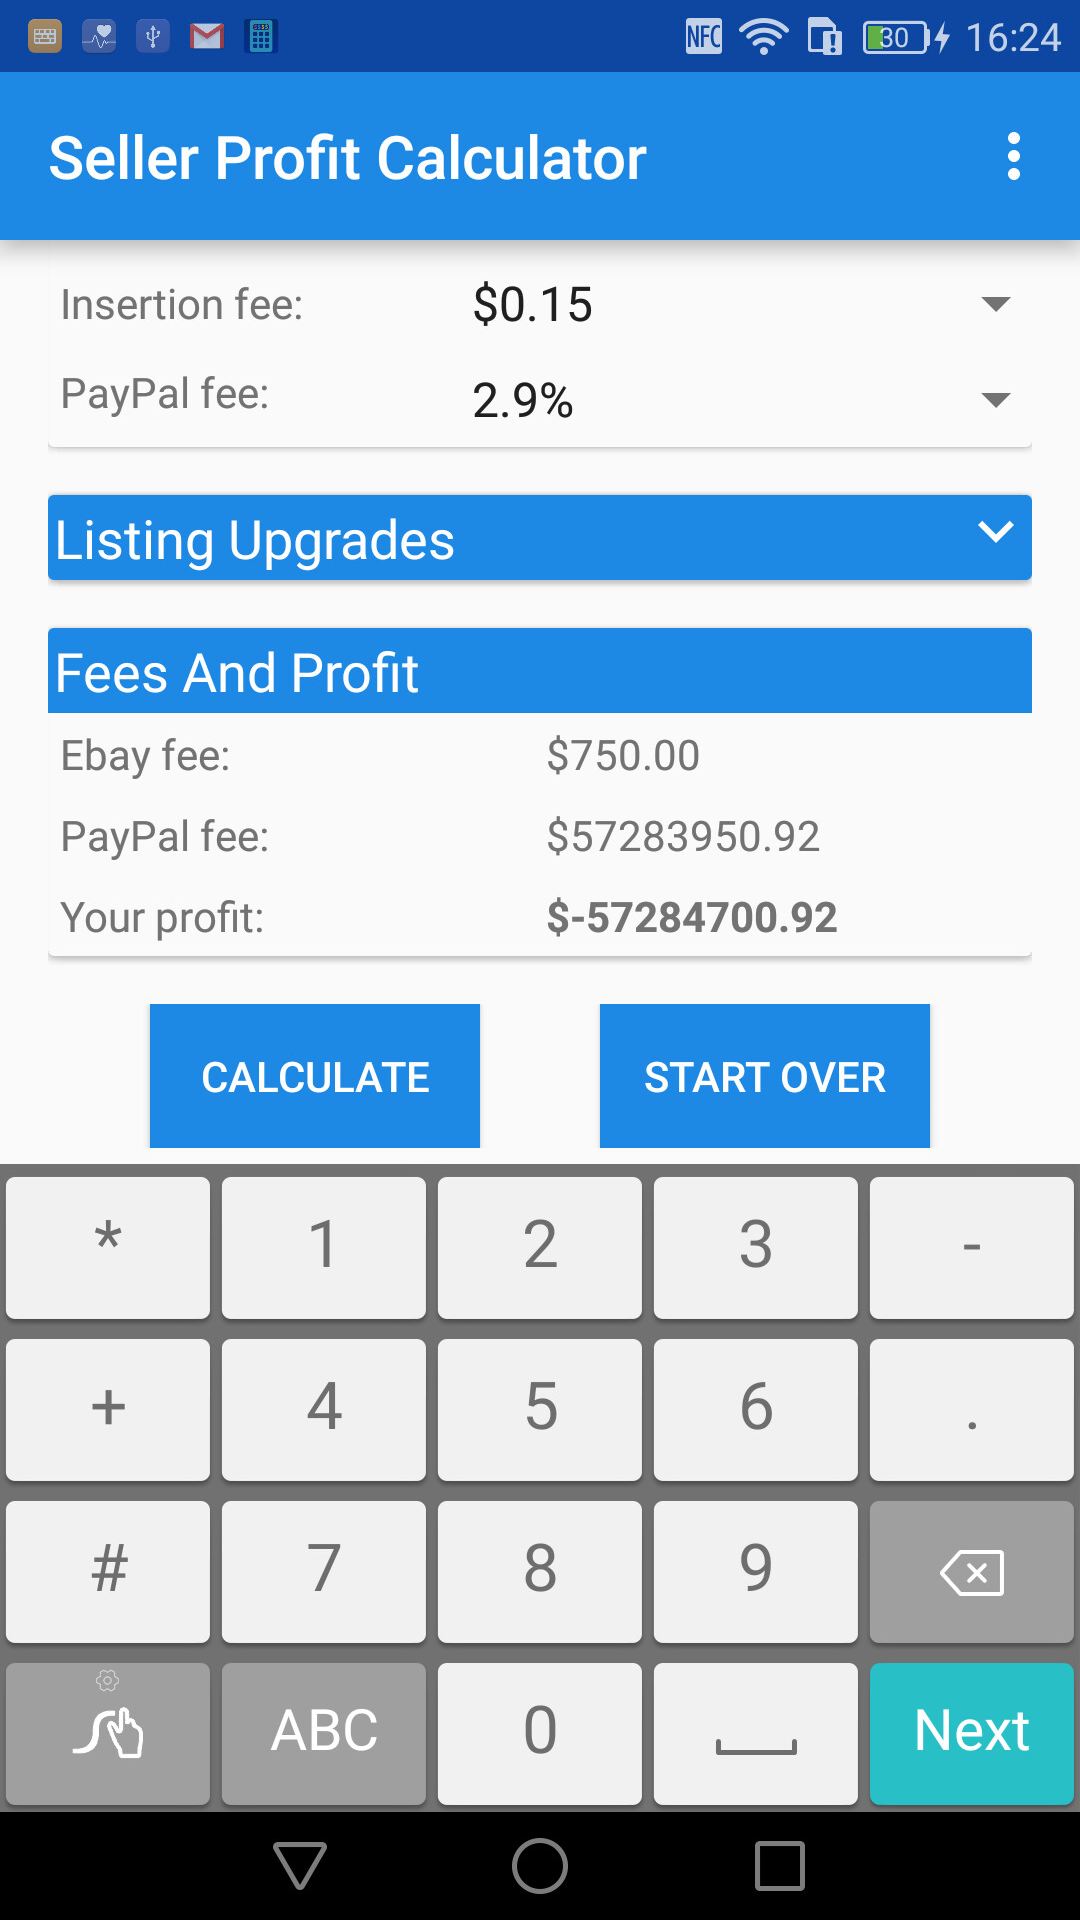 NFC 30 16:24
Seller Profit Calculator
Insertion fee: $0.15
PayPal fee: 2.9%
Listing Upgrades
Fees And Profit
Ebay fee: $750.00
PayPal fee: $57283950.92
Your profit: $-57284700.92
CALCULATE START OVER
* 1 2 3 -
+ 4 5 6 .
# 7 8 9
ABC 0 Next